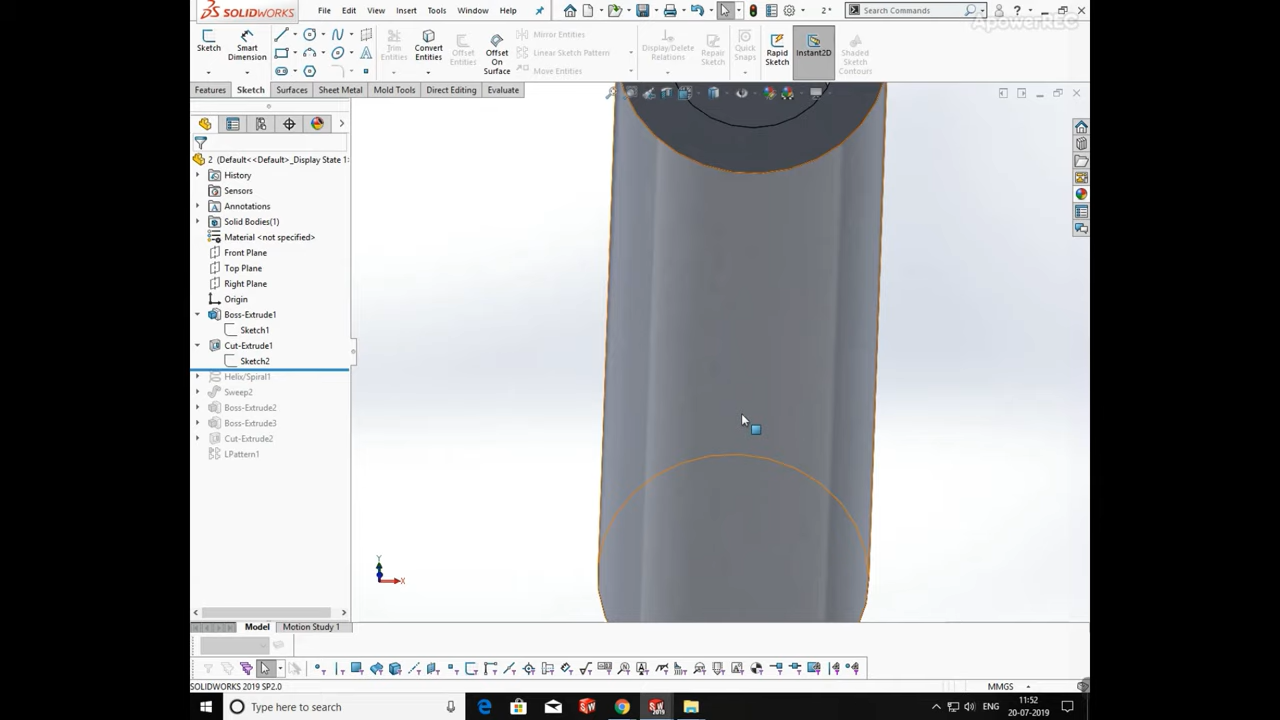 SOLIDWORKS
File
Edit
View
Insert
Tools
Window
Help
2 *
Search Commands
ApowerREC
Sketch
Smart Dimension
Trim Entities
Convert Entities
Offset Entities
Offset On Surface
Mirror Entities
Linear Sketch Pattern
Move Entities
Display/Delete Relations
Repair Sketch
Quick Snaps
Rapid Sketch
Instant2D
Shaded Sketch Contours
Features
Sketch
Surfaces
Sheet Metal
Mold Tools
Direct Editing
Evaluate
2 (Default<<Default>_Display State 1:
History
Sensors
Annotations
Solid Bodies(1)
Material <not specified>
Front Plane
Top Plane
Right Plane
Origin
Boss-Extrude1
Sketch1
Cut-Extrude1
Sketch2
Helix/Spiral1
Sweep2
Boss-Extrude2
Boss-Extrude3
Cut-Extrude2
LPattern1
Y
X
Model
Motion Study 1
SOLIDWORKS 2019 SP2.0
MMGS
Type here to search
ENG
11:52
20-07-2019